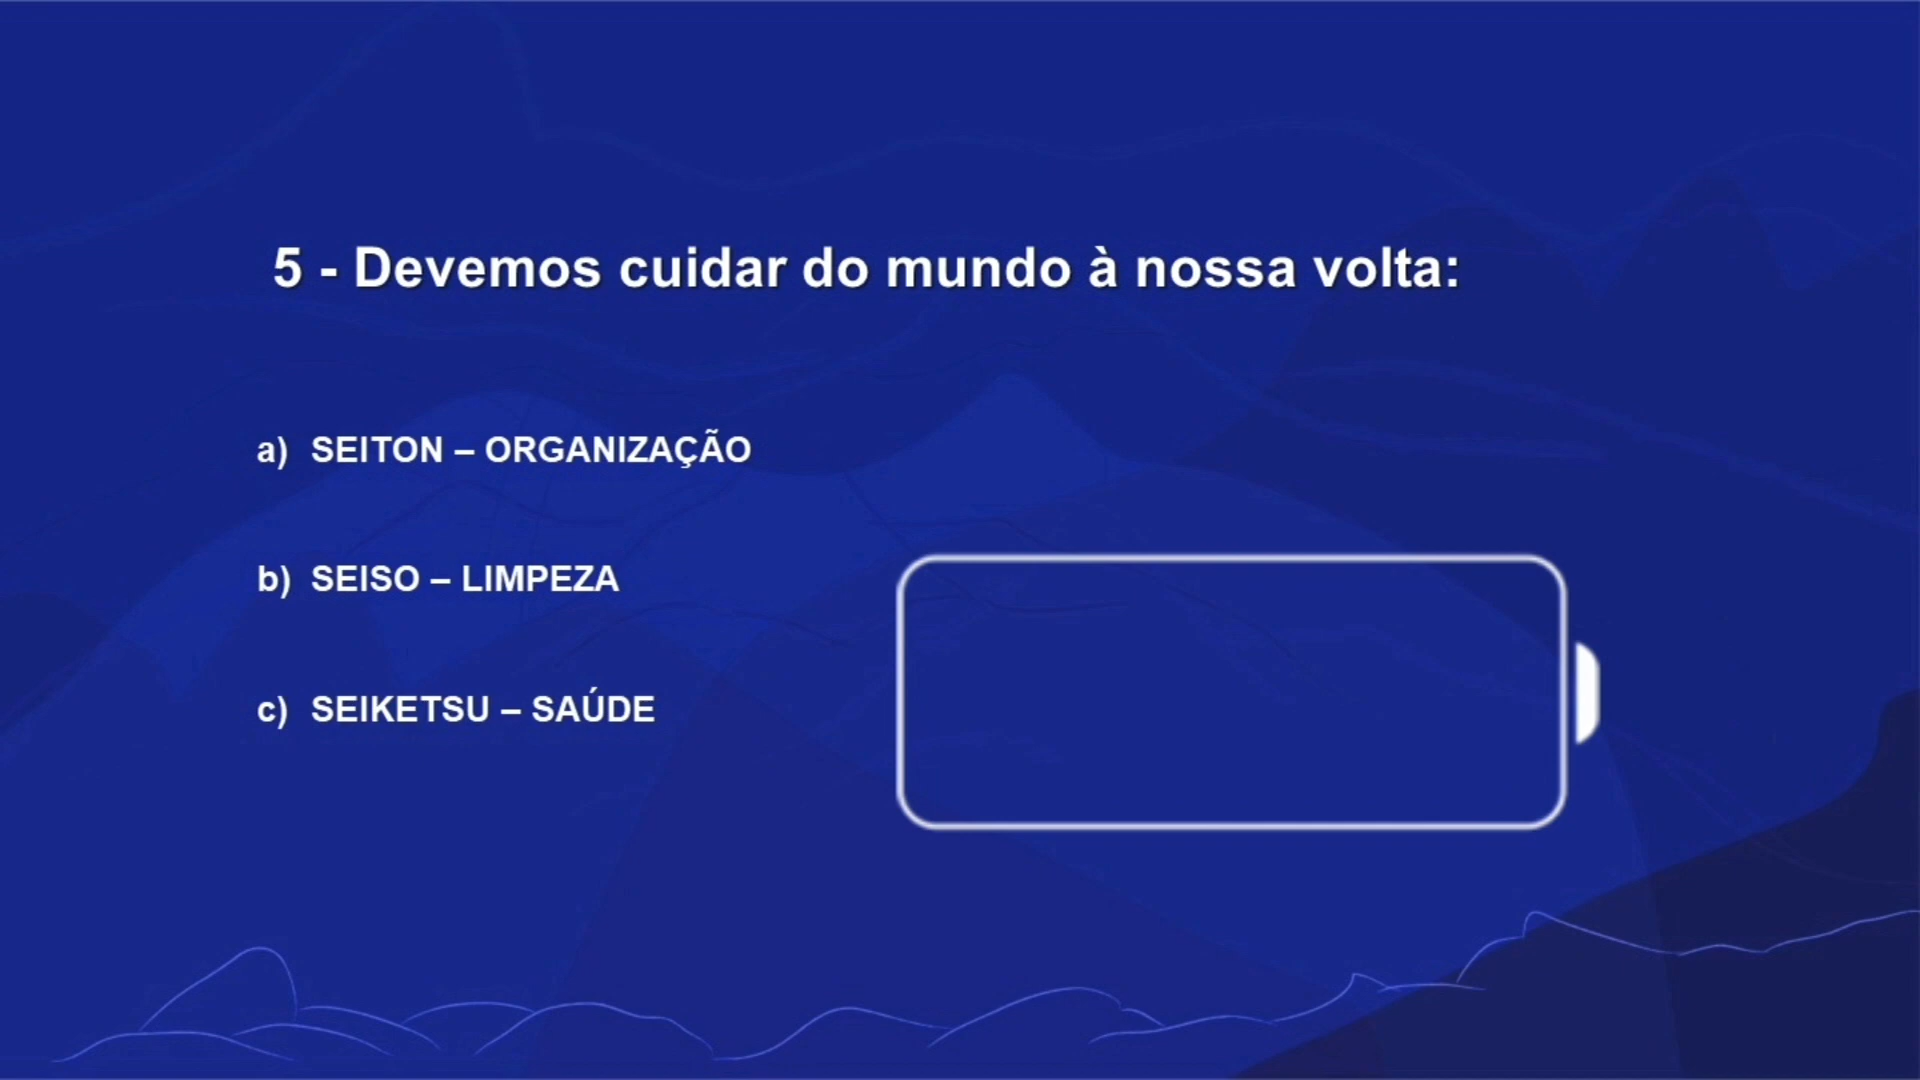 5 - Devemos cuidar do mundo à nossa volta:
a) SEITON – ORGANIZAÇÃO
b) SEISO – LIMPEZA
c) SEIKETSU – SAÚDE